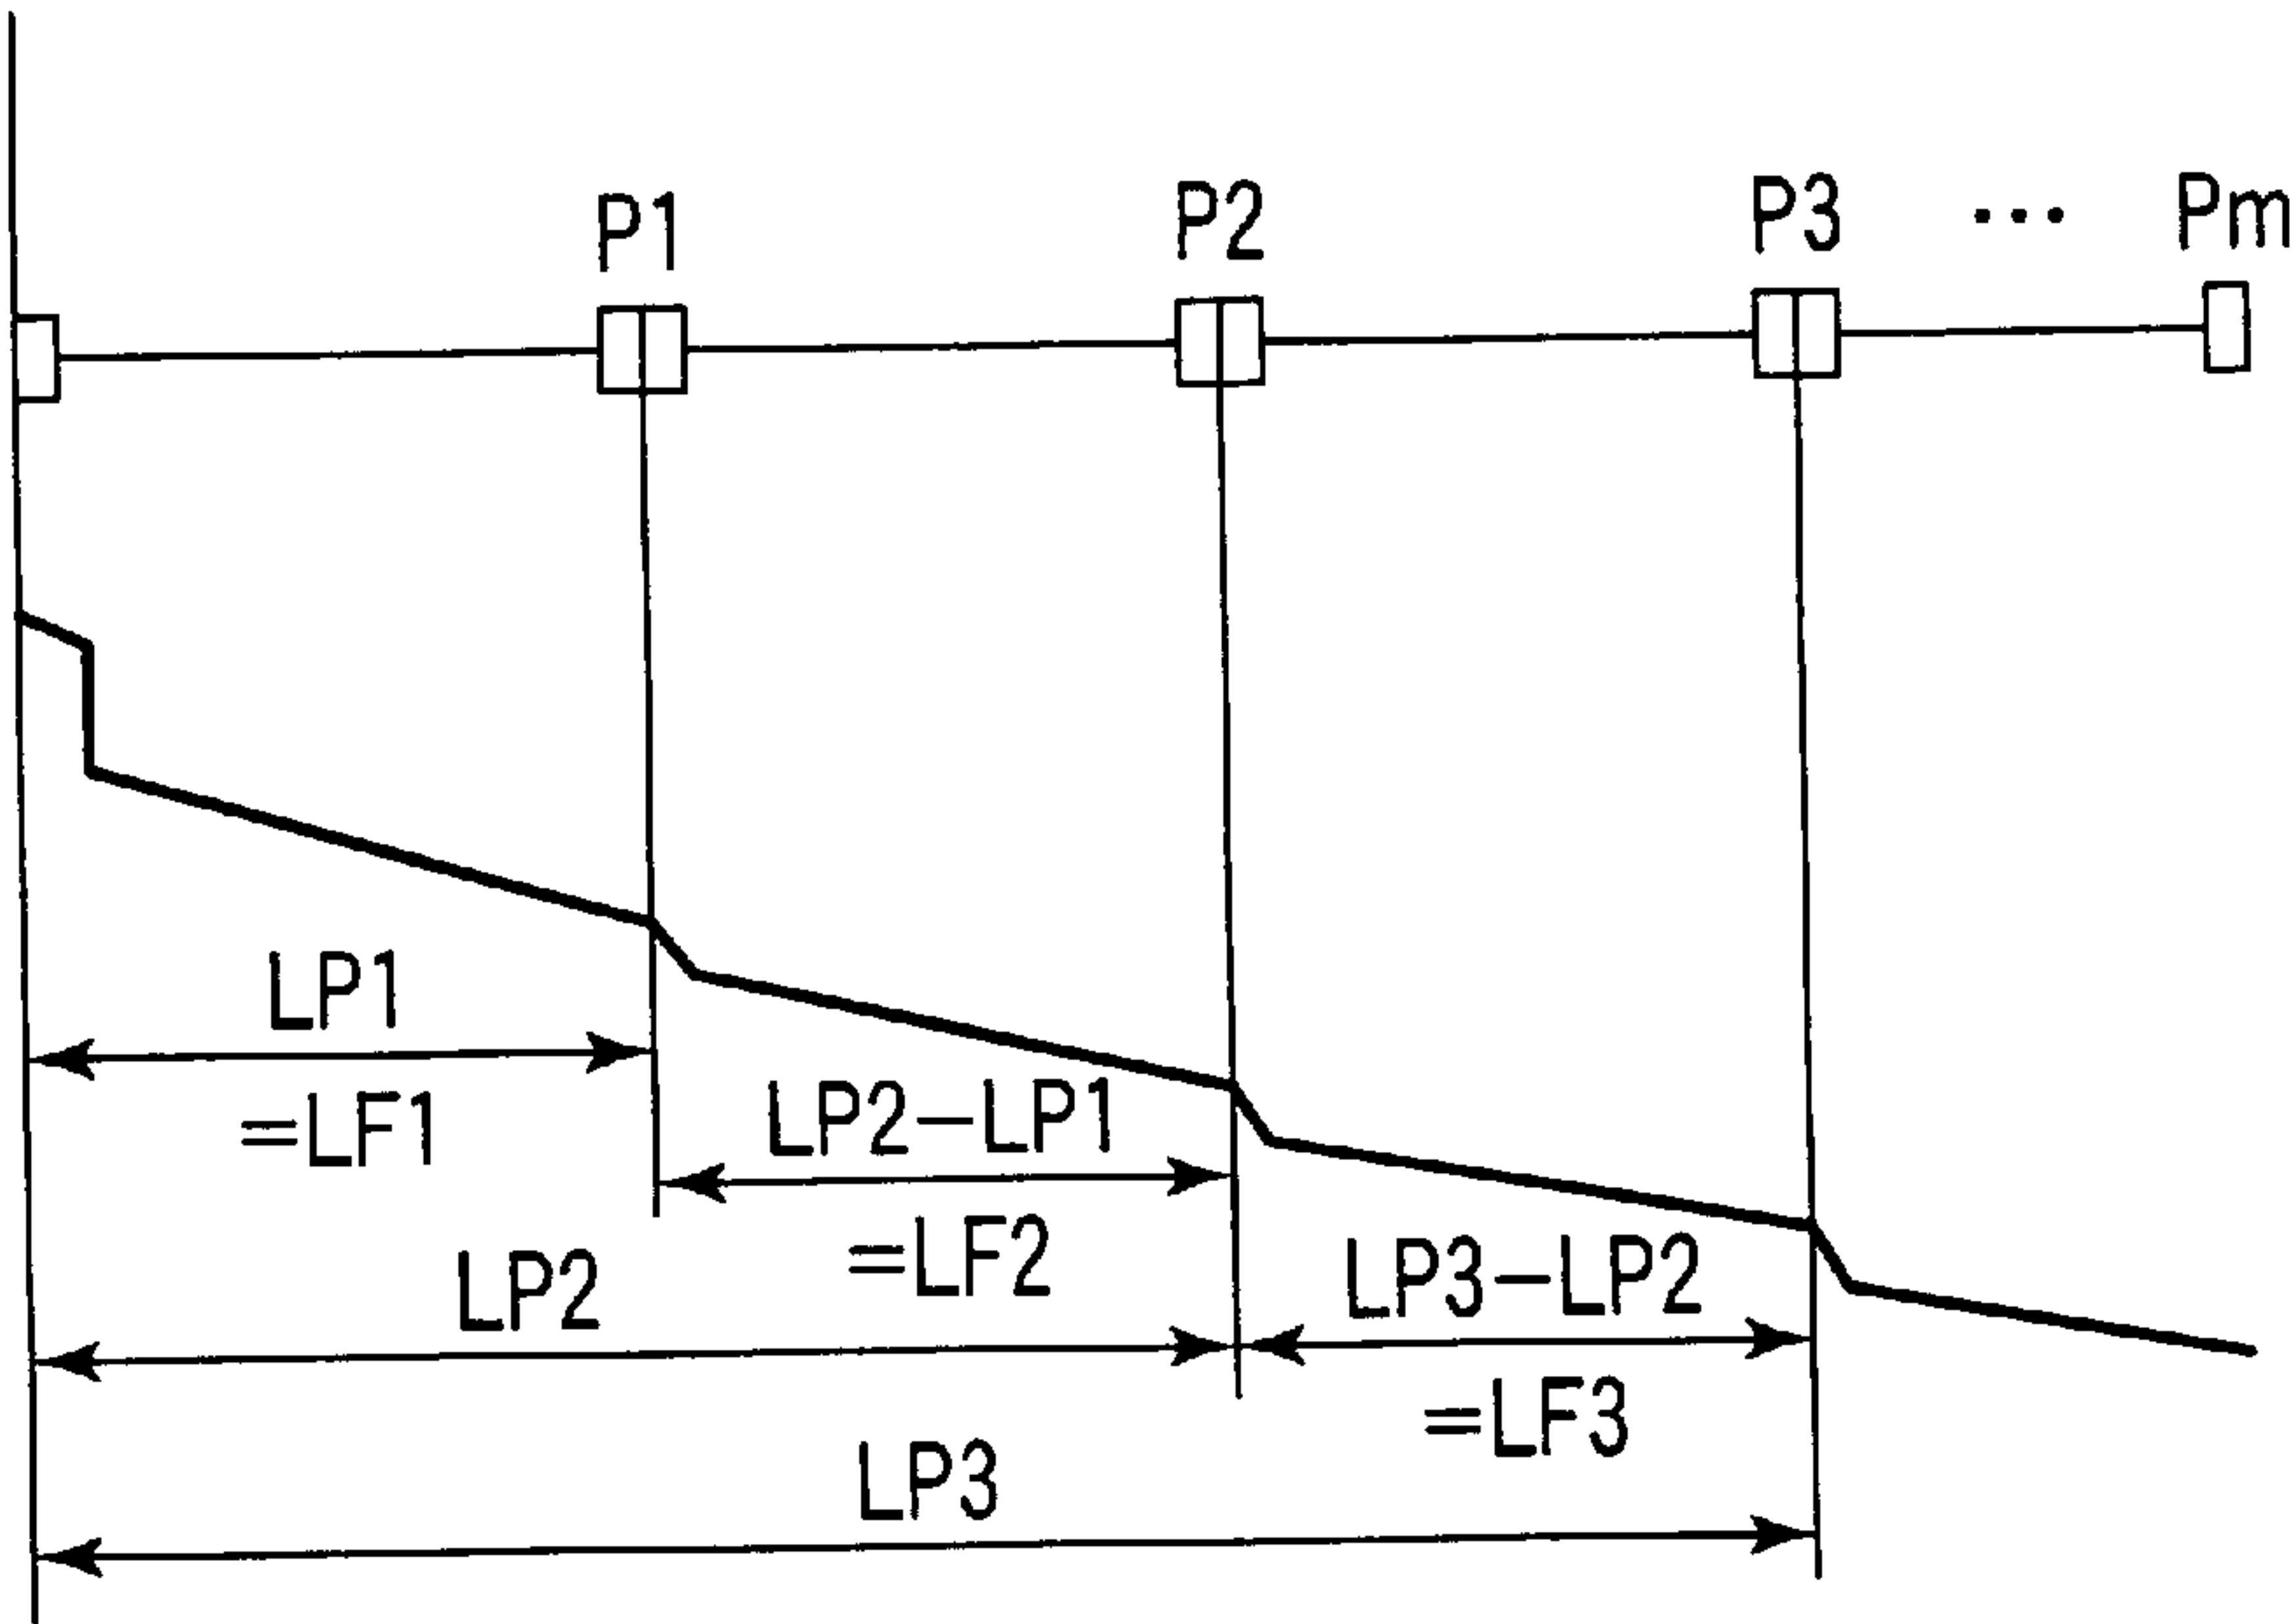 P1 P2 P3 ... Pm
LP1
=LF1
LP2-LP1
=LF2
LP2
LP3-LP2
=LF3
LP3